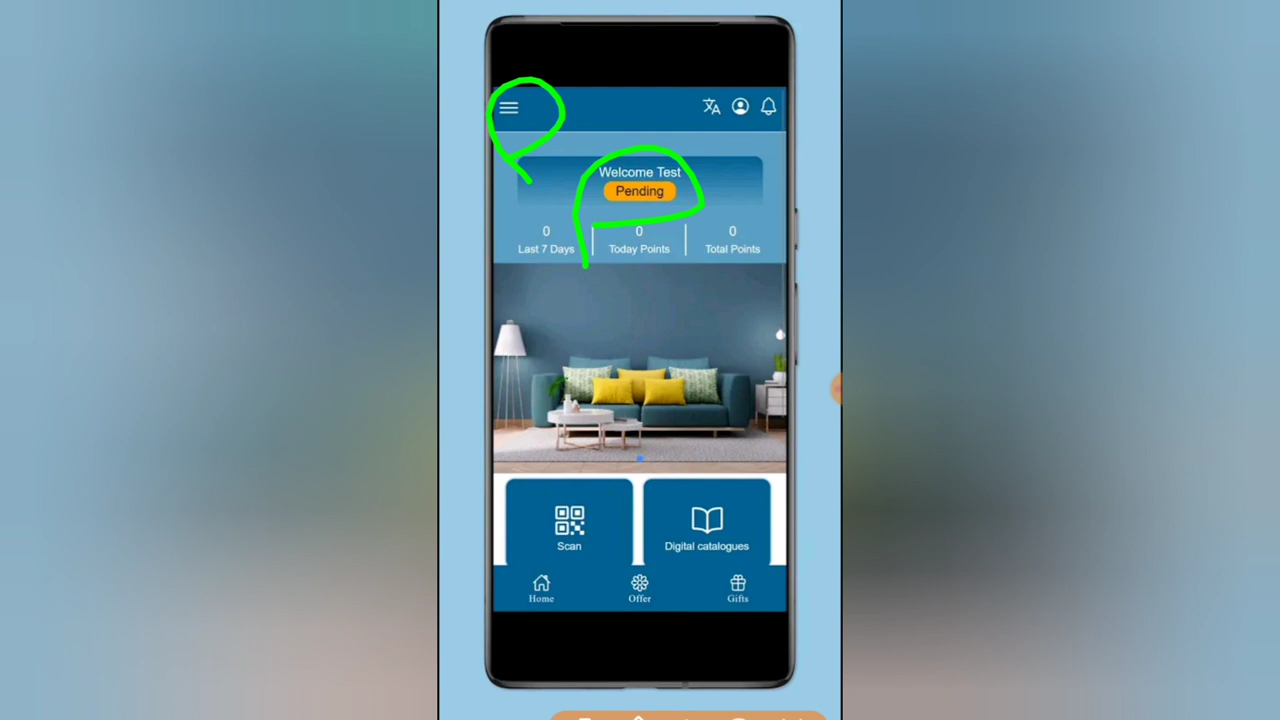 Welcome Test
Pending
0 0 0
Last 7 Days Today Points Total Points
Scan Digital catalogues
Home Offer Gifts